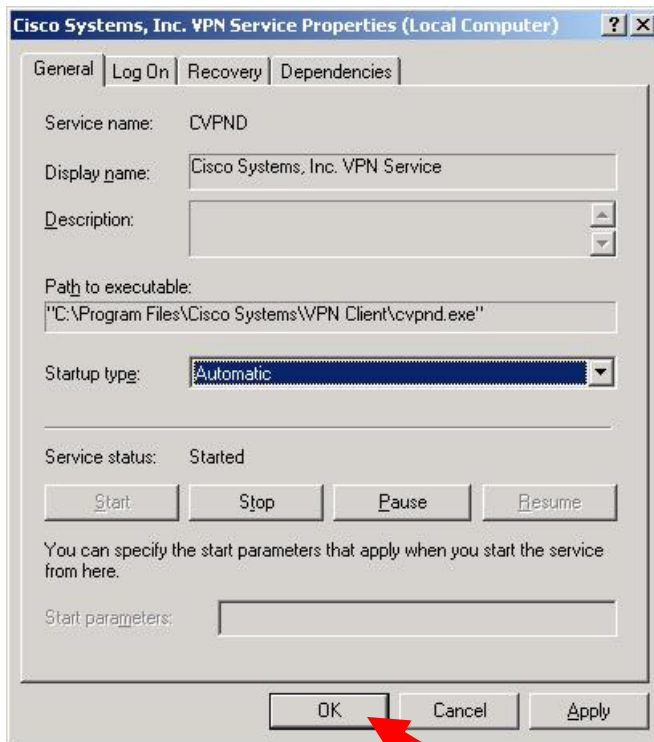 Cisco Systems, Inc. VPN Service Properties (Local Computer)
General Log On Recovery Dependencies
Service name: CVPND
Display name: Cisco Systems, Inc. VPN Service
Description:
Path to executable:
"C:\Program Files\Cisco Systems\VPN Client\cvpnd.exe"
Startup type: Automatic
Service status: Started
Start Stop Pause Resume
You can specify the start parameters that apply when you start the service
from here.
Start parameters:
OK Cancel Apply